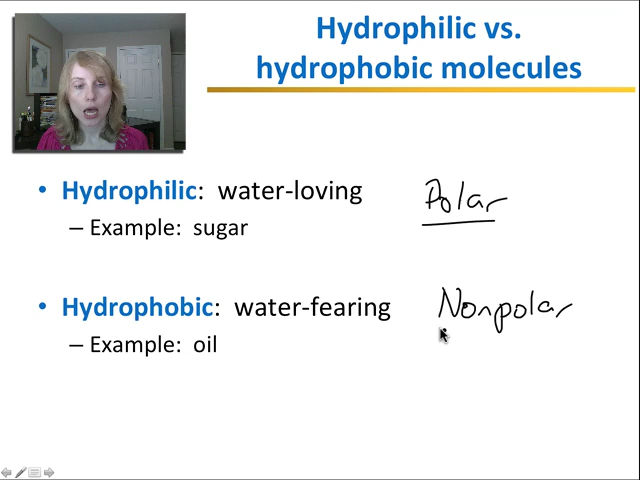 Hydrophilic vs.
hydrophobic molecules
• Hydrophilic: water-loving
Polar
– Example: sugar
• Hydrophobic: water-fearing
Nonpolar
– Example: oil